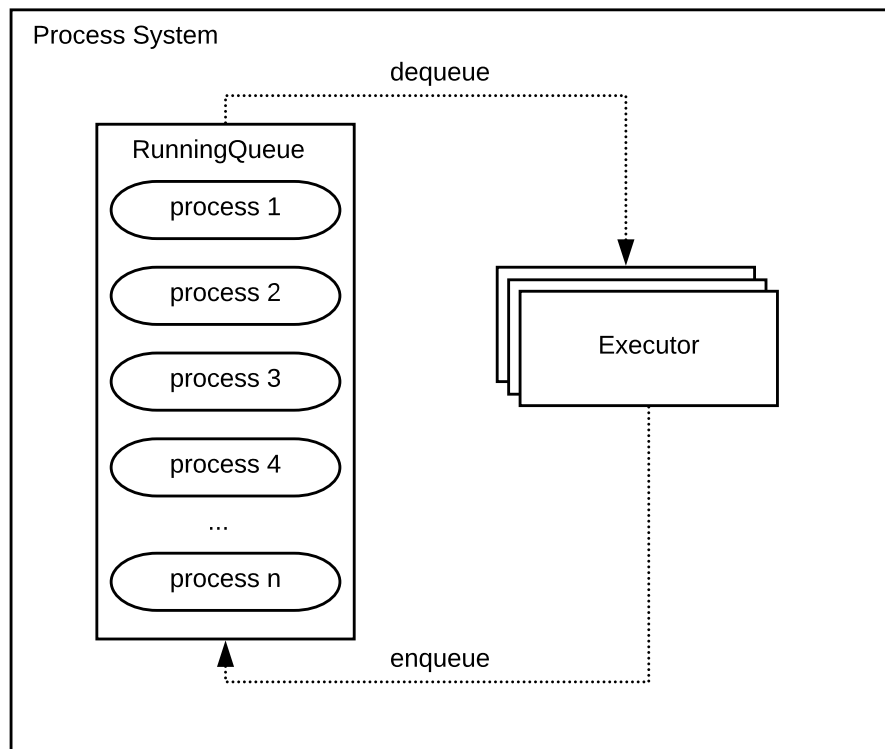 Process System
dequeue
RunningQueue
process 1
process 2
process 3
process 4
...
process n
Executor
enqueue